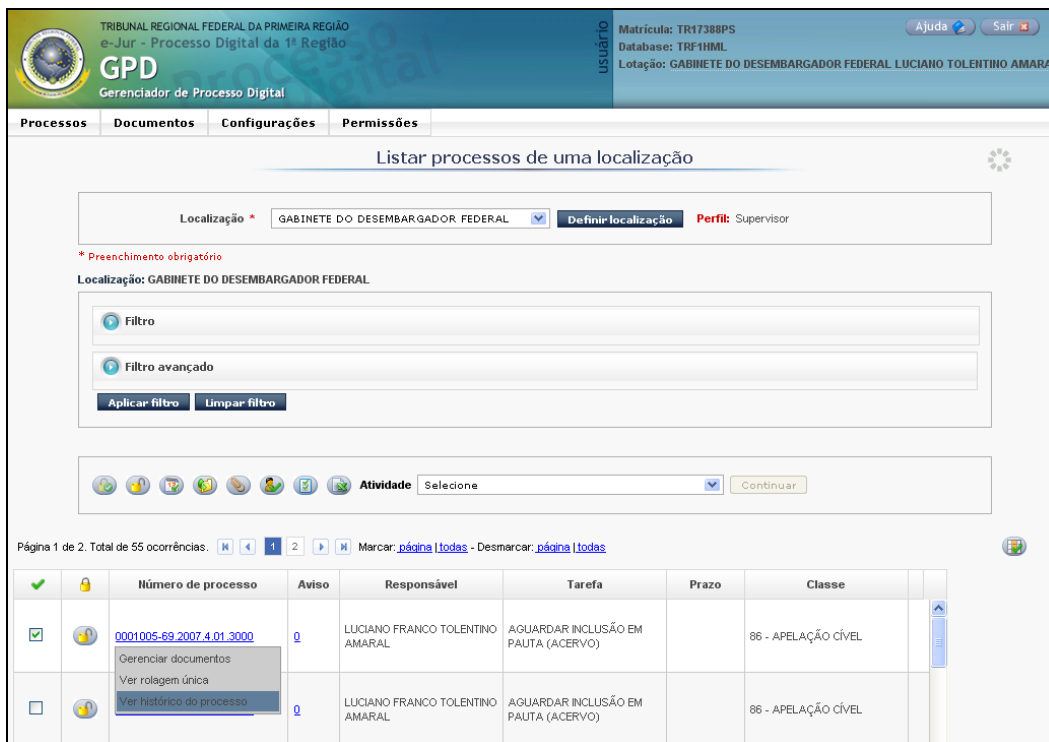 TRIBUNAL REGIONAL FEDERAL DA PRIMEIRA REGIÃO
e-Jur - Processo Digital da 1ª Região
GPD
Gerenciador de Processo Digital
Processo
Digital
usuário
Matrícula: TR17388PS
Database: TRF1HML
Lotação: GABINETE DO DESEMBARGADOR FEDERAL LUCIANO TOLENTINO AMARA
Ajuda
Sair
Processos Documentos Configurações Permissões
Listar processos de uma localização
Localização * GABINETE DO DESEMBARGADOR FEDERAL Definir localização Perfil: Supervisor
* Preenchimento obrigatório
Localização: GABINETE DO DESEMBARGADOR FEDERAL
Filtro
Filtro avançado
Aplicar filtro Limpar filtro
Atividade Selecione Continuar
Página 1 de 2. Total de 55 ocorrências. 1 2 Marcar: página | todas - Desmarcar: página | todas
Número de processo Aviso Responsável Tarefa Prazo Classe
0001005-69.2007.4.01.3000 0 LUCIANO FRANCO TOLENTINO AGUARDAR INCLUSÃO EM 86 - APELAÇÃO CÍVEL
AMARAL PAUTA (ACERVO)
Gerenciar documentos
Ver rolagem única
Ver histórico do processo
0 LUCIANO FRANCO TOLENTINO AGUARDAR INCLUSÃO EM 86 - APELAÇÃO CÍVEL
AMARAL PAUTA (ACERVO)